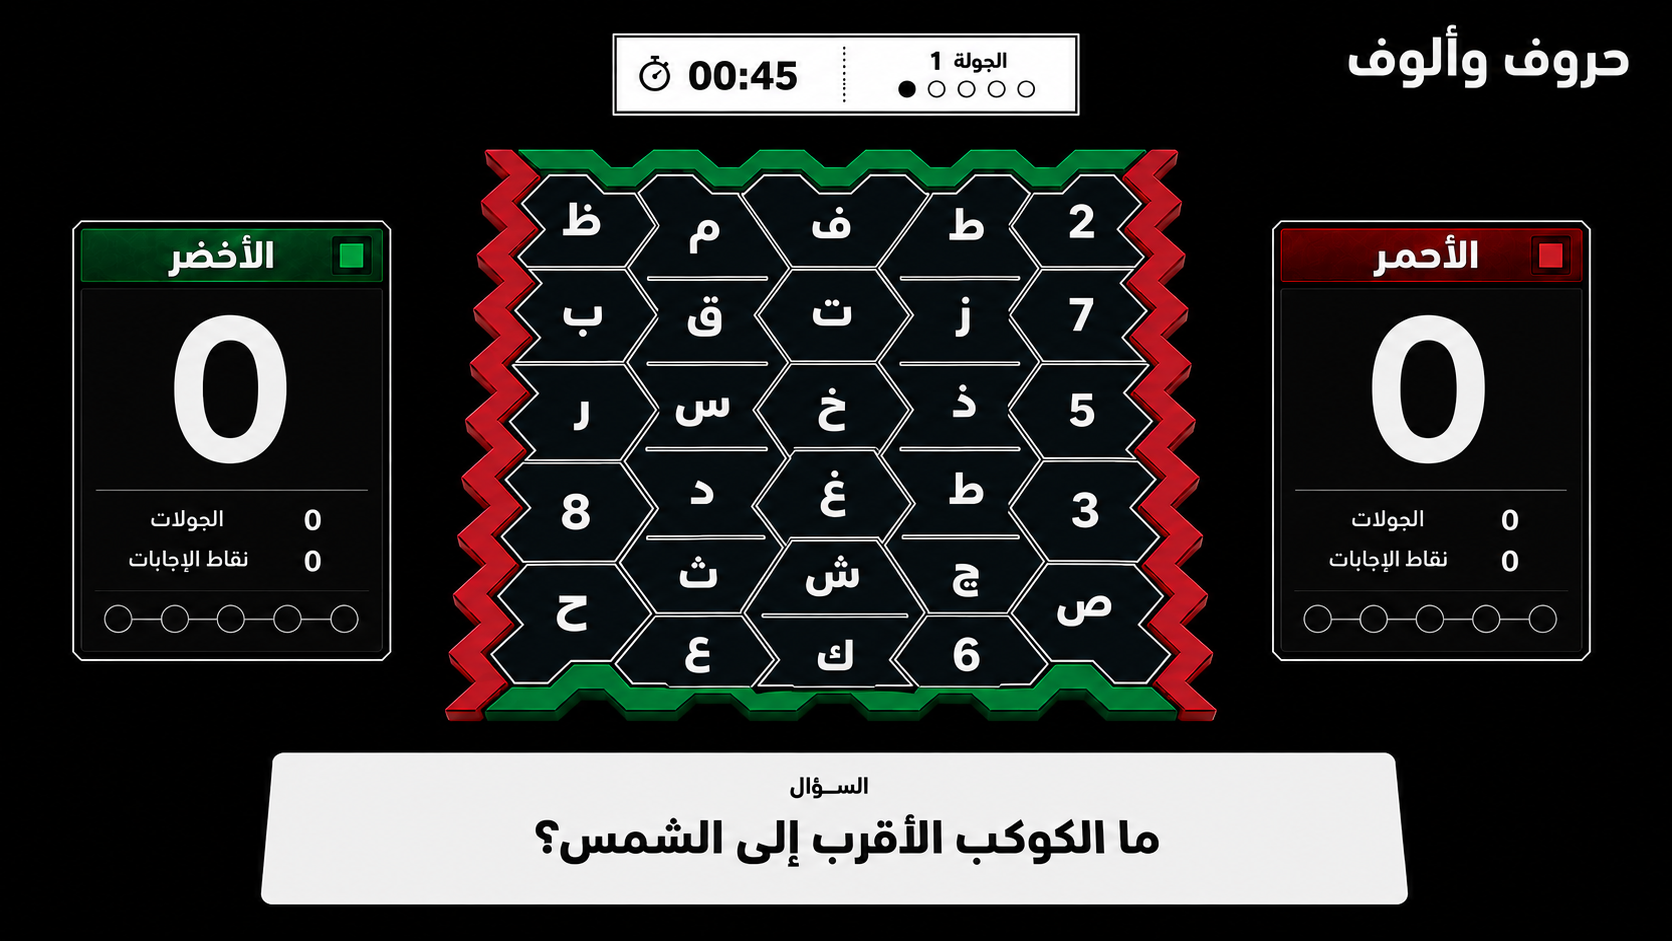 حروف وألوف
الجولة 1
00:45
الأحمر
0
الجولات 0
نقاط الإجابات 0
الأخضر
0
الجولات 0
نقاط الإجابات 0
2 ط ف م ظ
7 ز ت ق ب
5 ذ خ س ر
3 ط غ د 8
ص چ ش ث ح
6 ك ع
السؤال
ما الكوكب الأقرب إلى الشمس؟